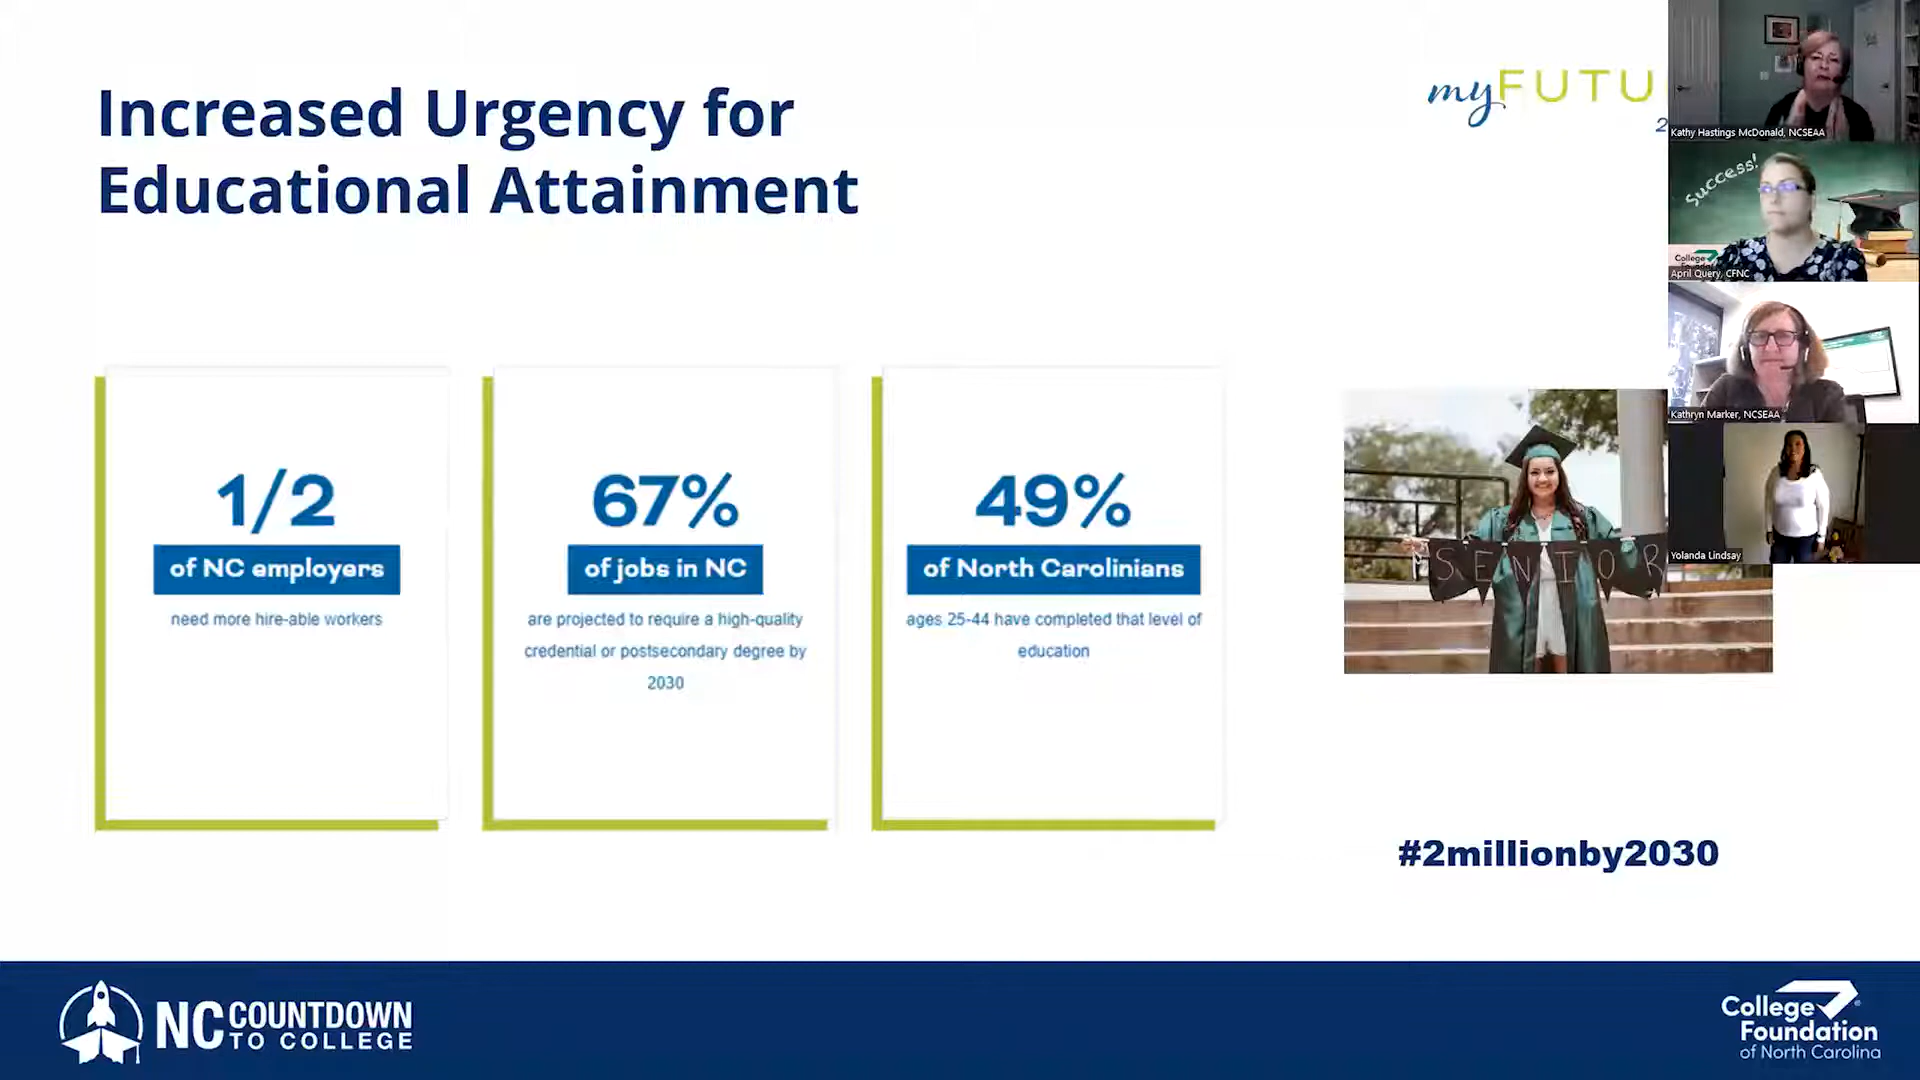 Increased Urgency for
Educational Attainment
myFUTU
2
1/2
of NC employers
need more hire-able workers
67%
of jobs in NC
are projected to require a high-quality
credential or postsecondary degree by
2030
49%
of North Carolinians
ages 25-44 have completed that level of
education
SENIOR
#2millionby2030
Kathy Hastings McDonald, NCSEAA
Success!
College
April Query, CFNC
Kathryn Marker, NCSEAA
Yolanda Lindsay
NC COUNTDOWN
TO COLLEGE
College
Foundation
of North Carolina